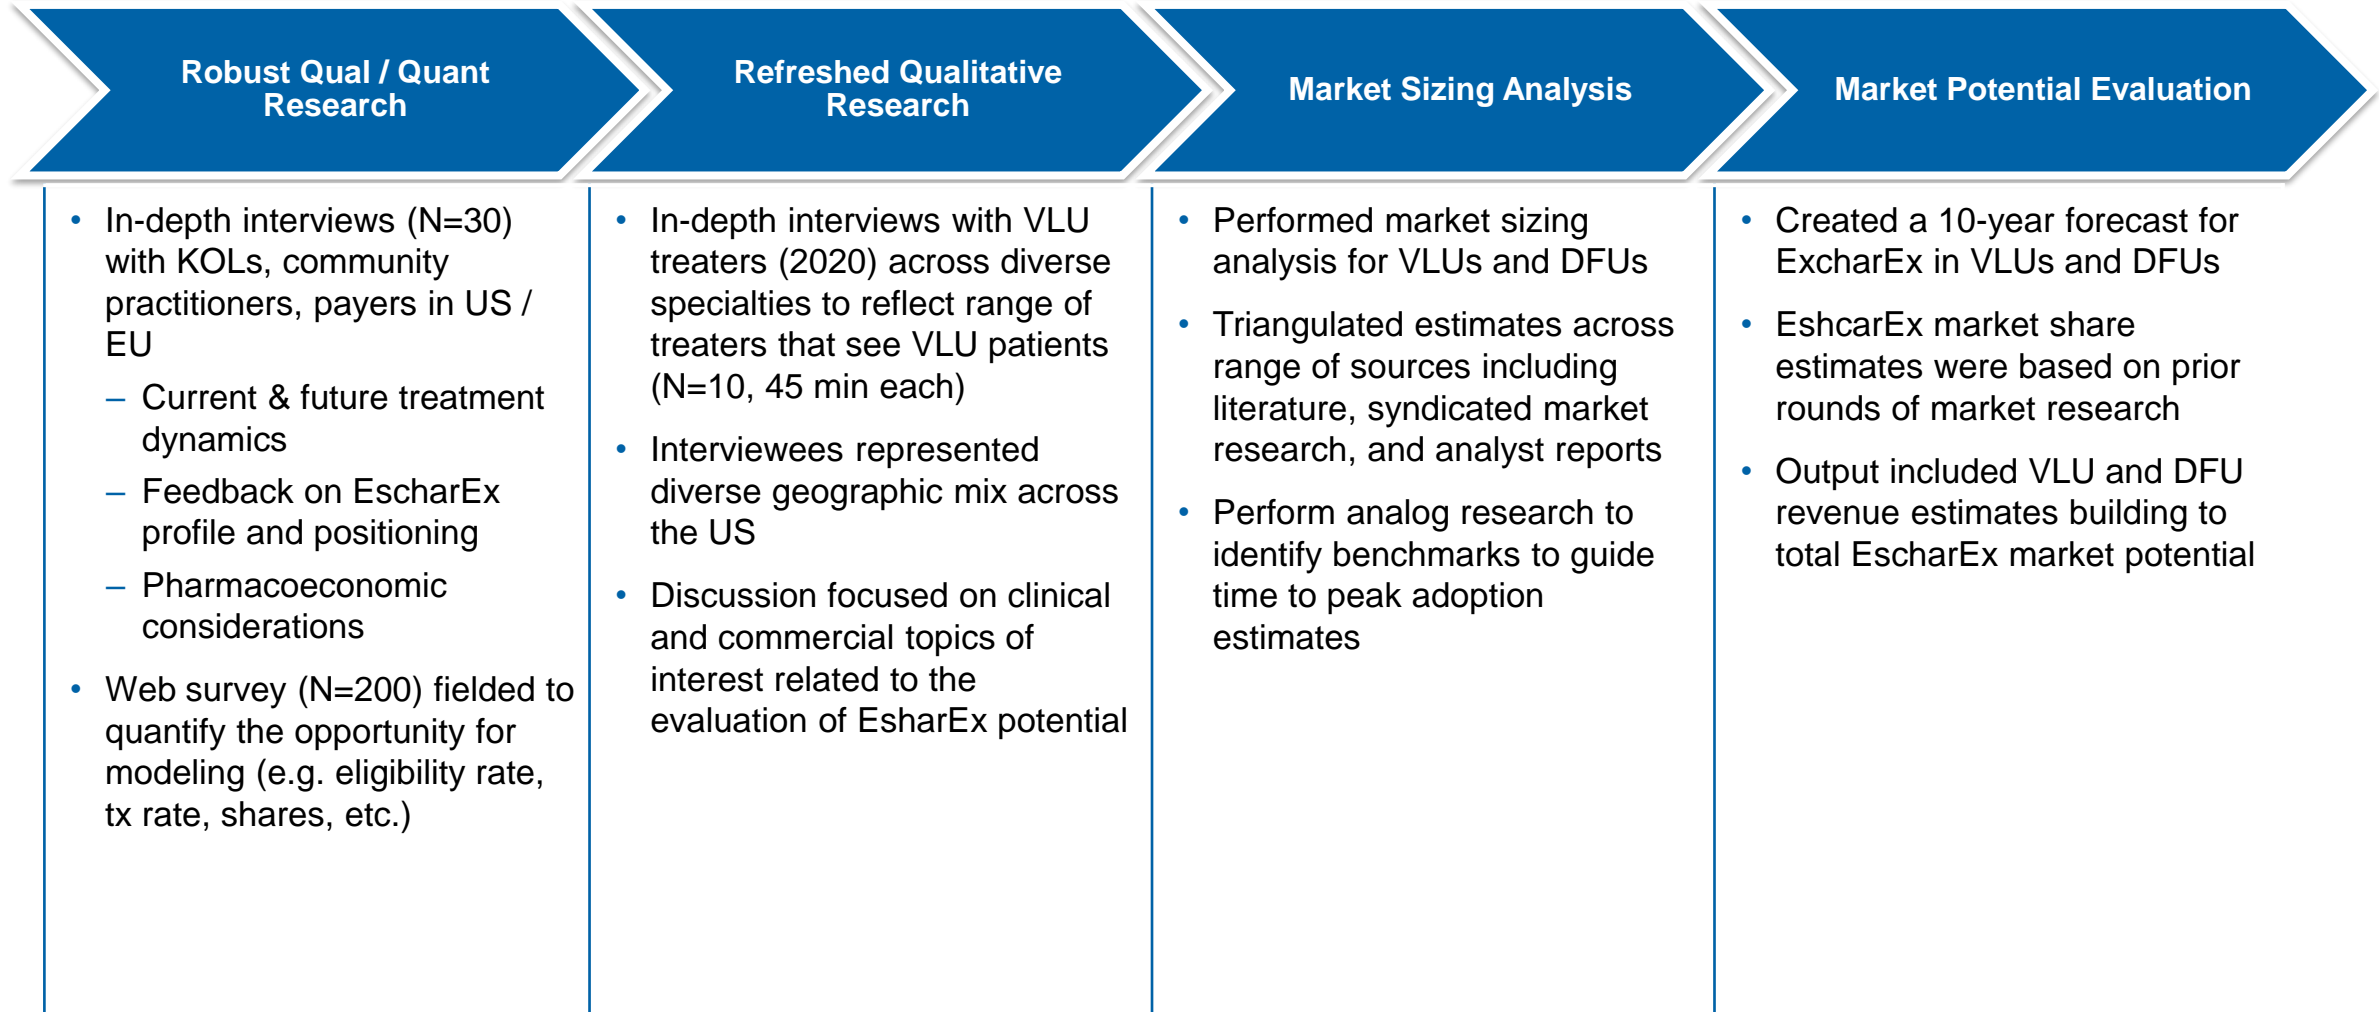 Robust Qual / Quant
Research
Refreshed Qualitative
Research
Market Sizing Analysis
Market Potential Evaluation
• In-depth interviews (N=30)
with KOLs, community
practitioners, payers in US /
EU
– Current & future treatment
dynamics
– Feedback on EscharEx
profile and positioning
– Pharmacoeconomic
considerations
• Web survey (N=200) fielded to
quantify the opportunity for
modeling (e.g. eligibility rate,
tx rate, shares, etc.)
• In-depth interviews with VLU
treaters (2020) across diverse
specialties to reflect range of
treaters that see VLU patients
(N=10, 45 min each)
• Interviewees represented
diverse geographic mix across
the US
• Discussion focused on clinical
and commercial topics of
interest related to the
evaluation of EsharEx potential
• Performed market sizing
analysis for VLUs and DFUs
• Triangulated estimates across
range of sources including
literature, syndicated market
research, and analyst reports
• Perform analog research to
identify benchmarks to guide
time to peak adoption
estimates
• Created a 10-year forecast for
ExcharEx in VLUs and DFUs
• EshcarEx market share
estimates were based on prior
rounds of market research
• Output included VLU and DFU
revenue estimates building to
total EscharEx market potential